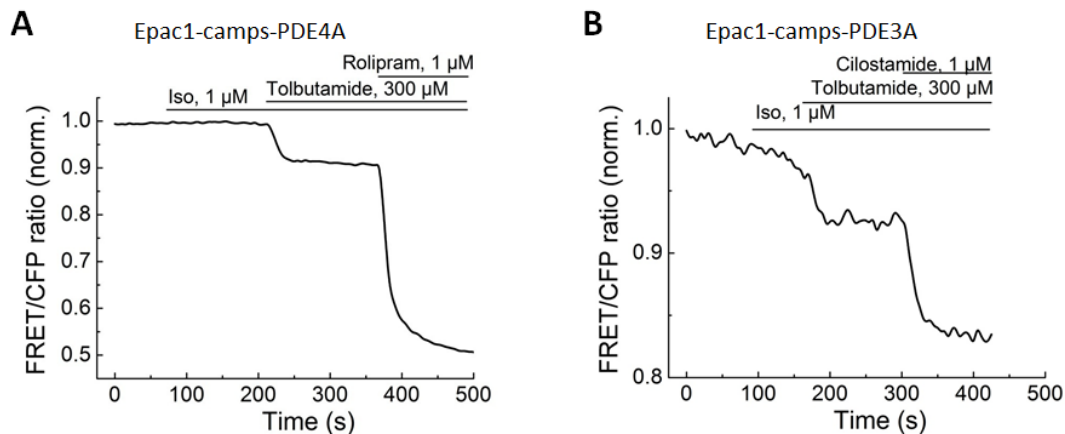 A
Epac1-camps-PDE4A
Rolipram, 1 µM
Iso, 1 µM
Tolbutamide, 300 µM
FRET/CFP ratio (norm.)
1.0
0.9
0.8
0.7
0.6
0.5
0
100
200
300
400
500
Time (s)
B
Epac1-camps-PDE3A
Cilostamide, 1 µM
Tolbutamide, 300 µM
Iso, 1 µM
FRET/CFP ratio (norm.)
1.0
0.9
0.8
0
100
200
300
400
500
Time (s)